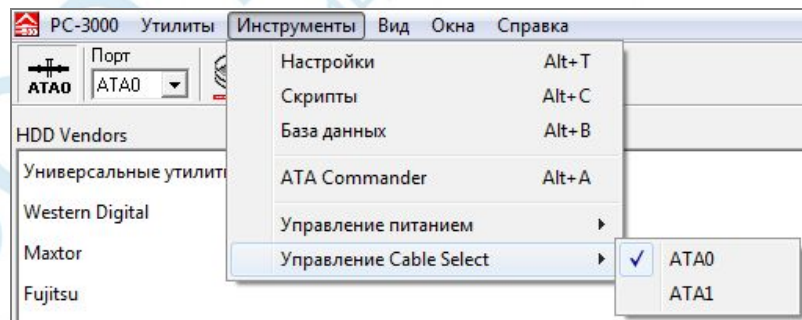 PC-3000 Утилиты Инструменты Вид Окна Справка
Порт
ATA0 ATA0
HDD Vendors
Универсальные утилит
Western Digital
Maxtor
Fujitsu
Настройки Alt+T
Скрипты Alt+C
База данных Alt+B
ATA Commander Alt+A
Управление питанием
Управление Cable Select
ATA0
ATA1